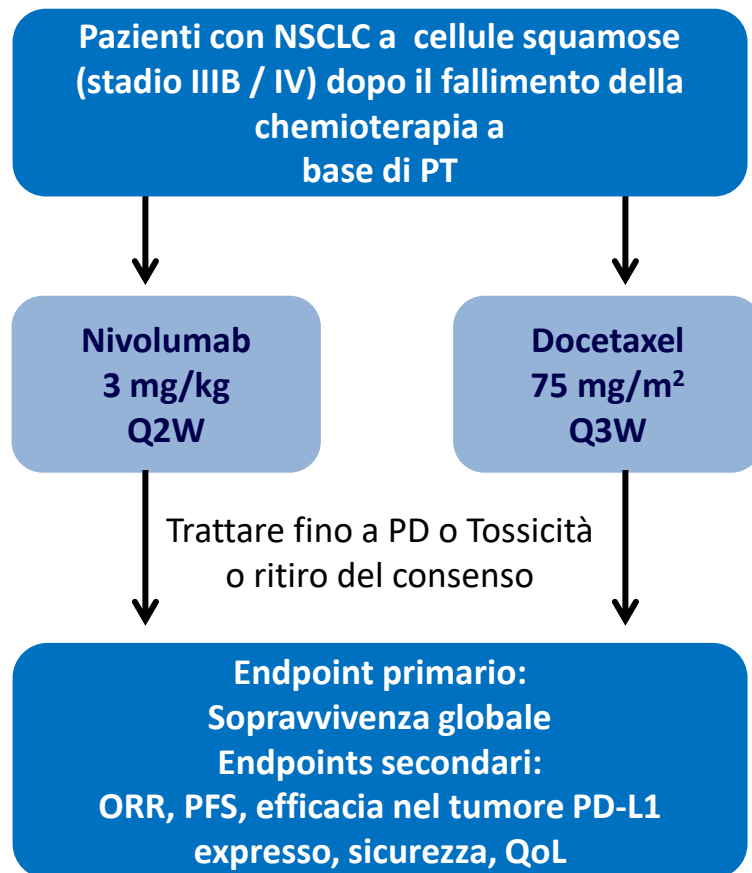 Pazienti con NSCLC a cellule squamose
(stadio IIIB / IV) dopo il fallimento della
chemioterapia a
base di PT
Nivolumab
3 mg/kg
Q2W
Docetaxel
75 mg/m²
Q3W
Trattare fino a PD o Tossicità
o ritiro del consenso
Endpoint primario:
Sopravvivenza globale
Endpoints secondari:
ORR, PFS, efficacia nel tumore PD-L1
expresso, sicurezza, QoL